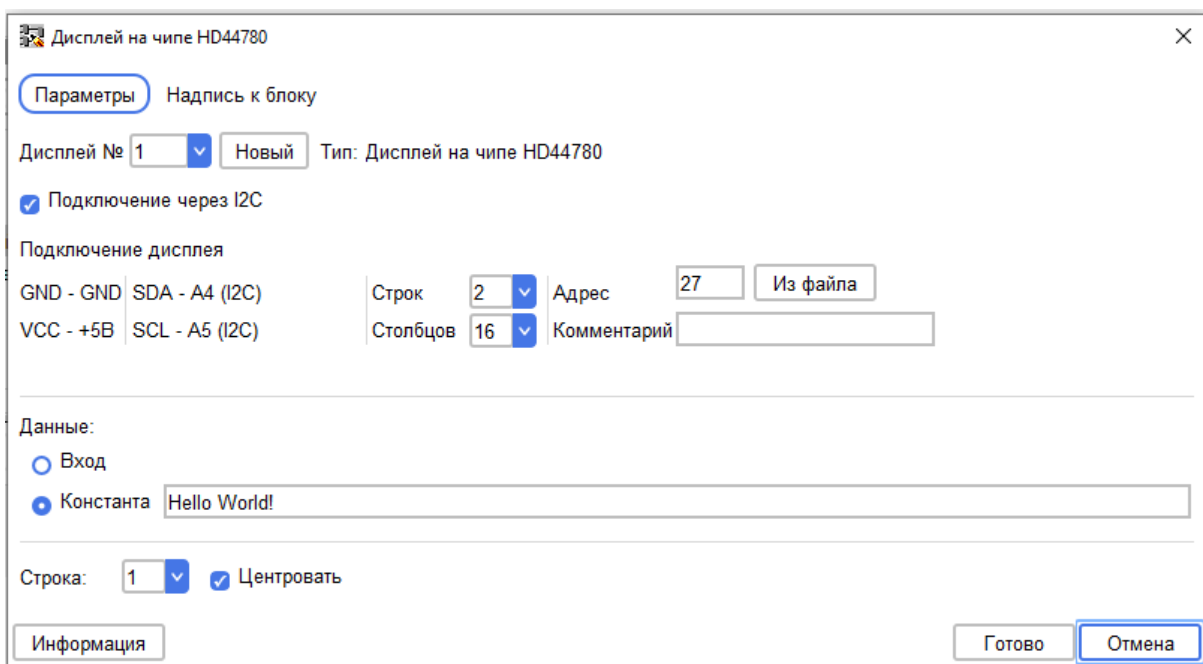 Дисплей на чипе HD44780
Параметры Надпись к блоку
Дисплей № 1 Новый Тип: Дисплей на чипе HD44780
Подключение через I2C
Подключение дисплея
GND - GND SDA - A4 (I2C) Строк 2 Адрес 27 Из файла
VCC - +5В SCL - A5 (I2C) Столбцов 16 Комментарий
Данные:
Вход
Константа Hello World!
Строка: 1 Центровать
Информация Готово Отмена